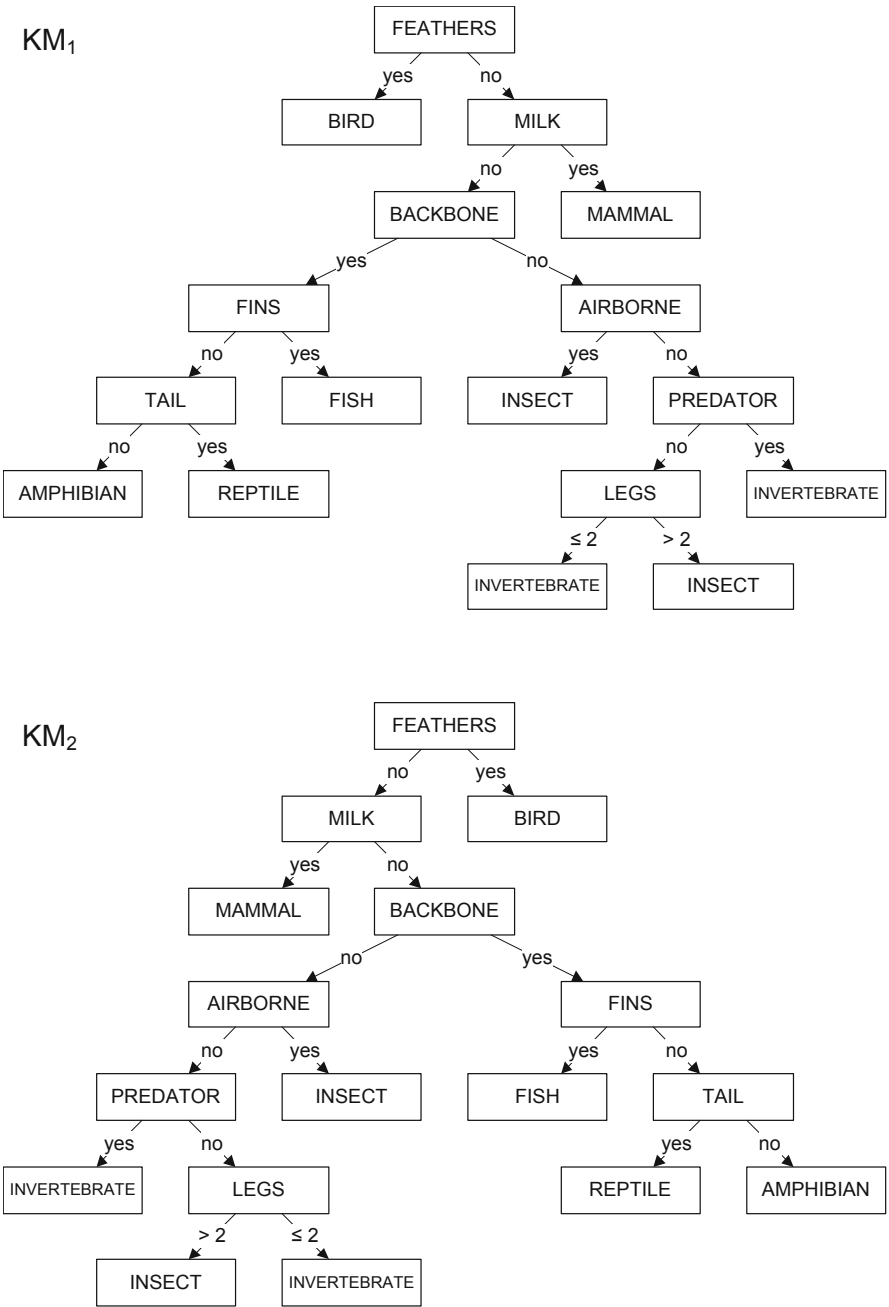 KM₁
FEATHERS
yes no
BIRD MILK
no yes
BACKBONE MAMMAL
yes no
FINS AIRBORNE
no yes yes no
TAIL FISH INSECT PREDATOR
no yes no yes
AMPHIBIAN REPTILE LEGS INVERTEBRATE
≤ 2 > 2
INVERTEBRATE INSECT
KM₂
FEATHERS
no yes
MILK BIRD
yes no
MAMMAL BACKBONE
no yes
AIRBORNE FINS
no yes yes no
PREDATOR INSECT FISH TAIL
yes no yes no
INVERTEBRATE LEGS REPTILE AMPHIBIAN
> 2 ≤ 2
INSECT INVERTEBRATE